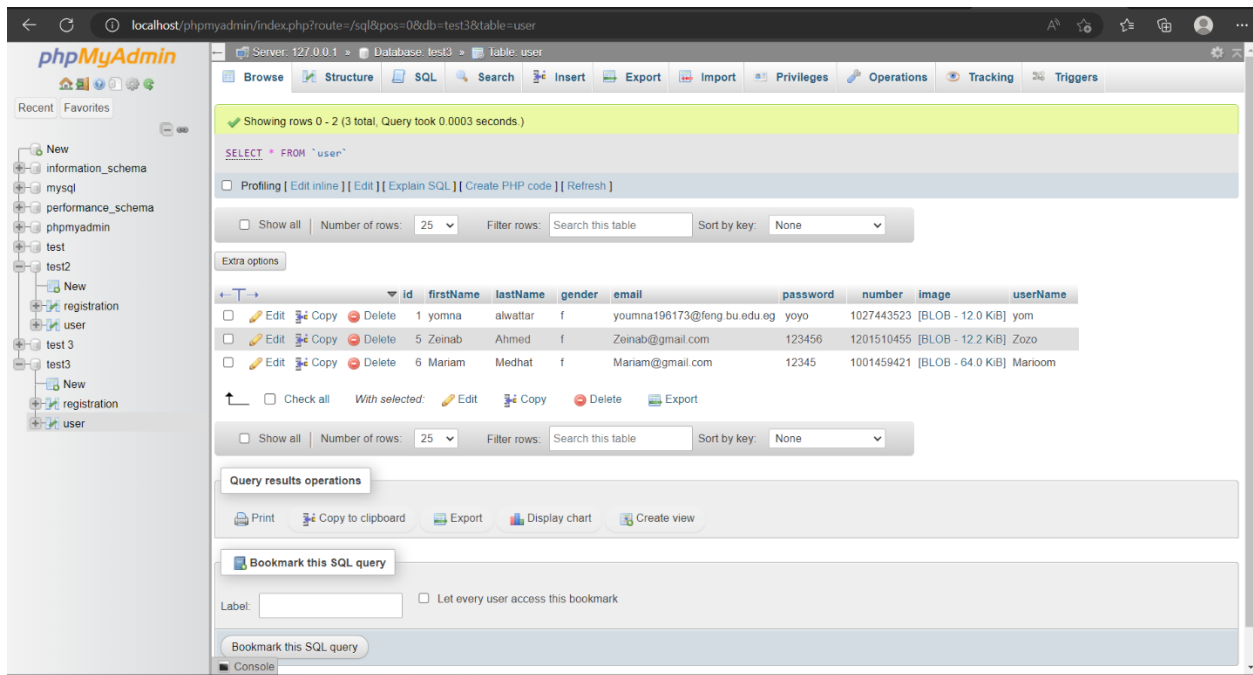 localhost/phpmyadmin/index.php?route=/sql&pos=0&db=test3&table=user
phpMyAdmin
Recent Favorites
New
information_schema
mysql
performance_schema
phpmyadmin
test
test2
New
registration
user
test 3
test3
New
registration
user
Server: 127.0.0.1 » Database: test3 » Table: user
Browse Structure SQL Search Insert Export Import Privileges Operations Tracking Triggers
Showing rows 0 - 2 (3 total, Query took 0.0003 seconds.)
SELECT * FROM `user`
Profiling [ Edit inline ] [ Edit ] [ Explain SQL ] [ Create PHP code ] [ Refresh ]
Show all | Number of rows: 25 Filter rows: Search this table Sort by key: None
Extra options
←T→ id firstName lastName gender email password number image userName
Edit Copy Delete 1 yomna alwattar f youmna196173@feng.bu.edu.eg yoyo 1027443523 [BLOB - 12.0 KiB] yom
Edit Copy Delete 5 Zeinab Ahmed f Zeinab@gmail.com 123456 1201510455 [BLOB - 12.2 KiB] Zozo
Edit Copy Delete 6 Mariam Medhat f Mariam@gmail.com 12345 1001459421 [BLOB - 64.0 KiB] Marioom
Check all With selected: Edit Copy Delete Export
Show all | Number of rows: 25 Filter rows: Search this table Sort by key: None
Query results operations
Print Copy to clipboard Export Display chart Create view
Bookmark this SQL query
Label: Let every user access this bookmark
Bookmark this SQL query
Console